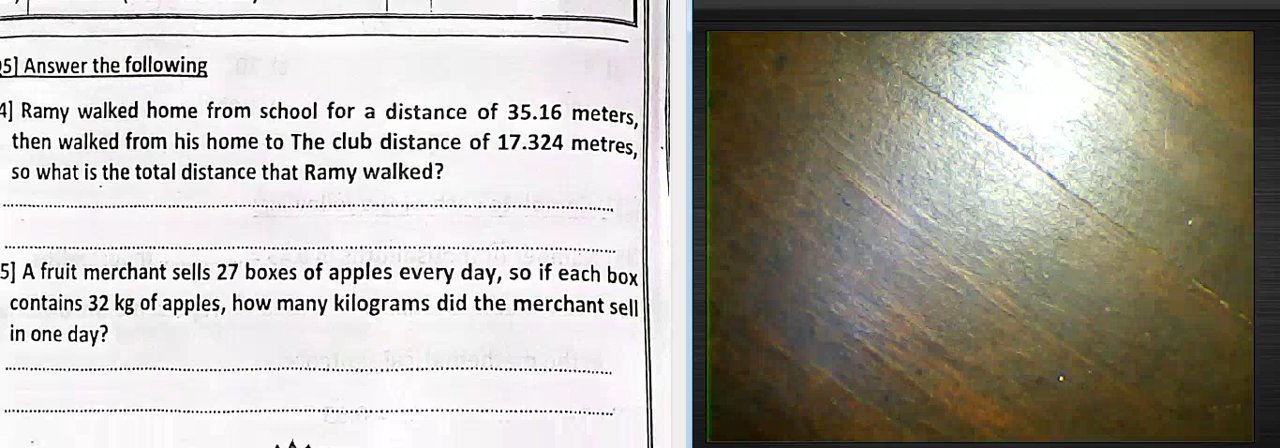 5] Answer the following
4] Ramy walked home from school for a distance of 35.16 meters,
then walked from his home to The club distance of 17.324 metres,
so what is the total distance that Ramy walked?
5] A fruit merchant sells 27 boxes of apples every day, so if each box
contains 32 kg of apples, how many kilograms did the merchant sell
in one day?